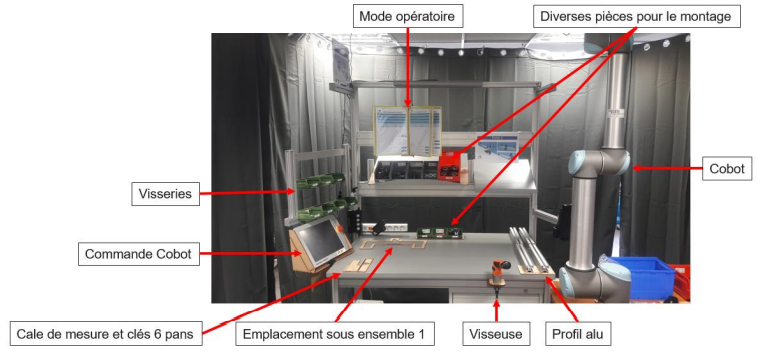 Mode opératoire
Diverses pièces pour le montage
Cobot
Visseries
Commande Cobot
Cale de mesure et clés 6 pans
Emplacement sous ensemble 1
Visseuse
Profil alu